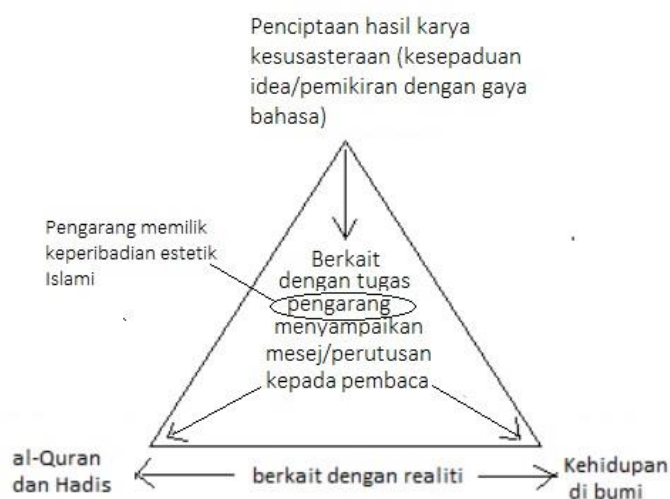 Penciptaan hasil karya
kesusasteraan (kesepaduan
idea/pemikiran dengan gaya
bahasa)
Pengarang memilik
keperibadian estetik
Islami
Berkait
dengan tugas
pengarang
menyampaikan
mesej/perutusan
kepada pembaca
al-Quran
dan Hadis
berkait dengan realiti
Kehidupan
di bumi